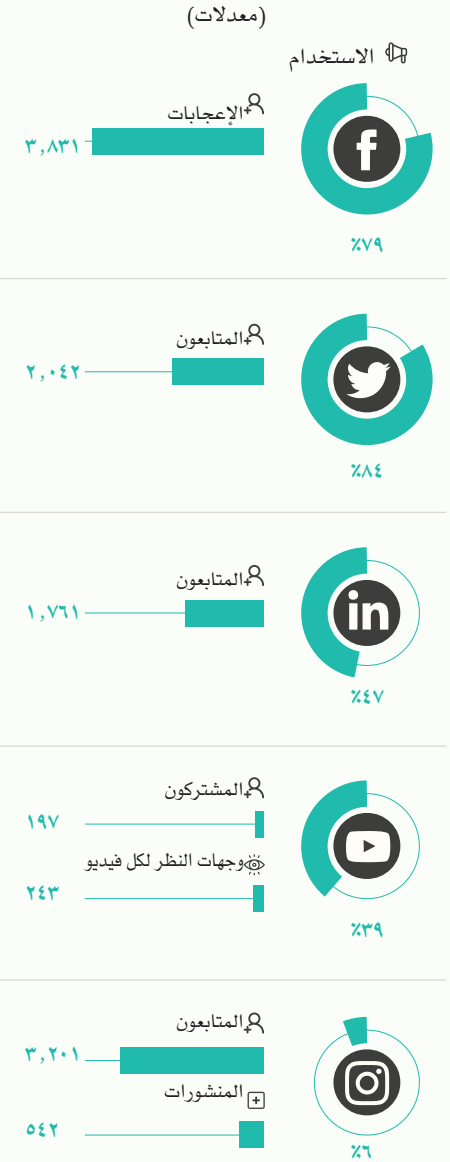 (معدلات)
الاستخدام
الإعجابات
٣,٨٣١
٪٧٩
المتابعون
٢,٠٤٢
٪٨٤
in
المتابعون
١,٧٦١
٪٤٧
المشتركون
١٩٧
وجهات النظر لكل فيديو
٢٤٣
٪٣٩
المتابعون
٣,٢٠١
المنشورات
٥٤٢
٪٦